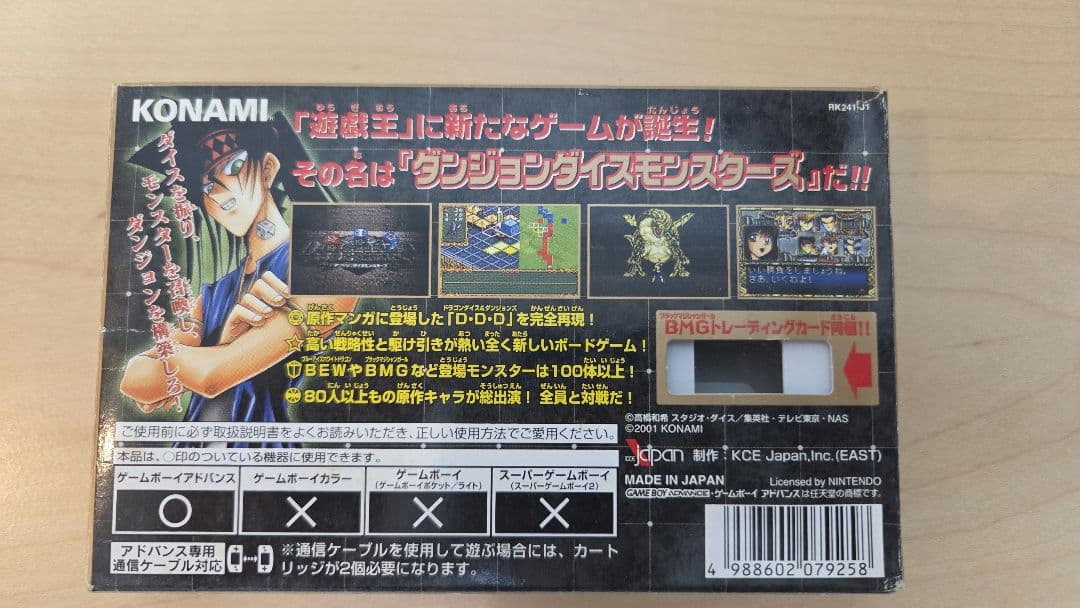 KONAMI
RK241-J1
「遊戯王」に新たなゲームが誕生!
その名は『ダンジョンダイスモンスターズ』だ!!
ダイスを振り、
モンスターを召喚し、
ダンジョンを構築しろ!
いい勝負をしましょうね。
さあ、いくわよ!
◎原作マンガに登場した「D・D・D」を完全再現!
☆高い戦略性と駆け引きが熱い全く新しいボードゲーム!
BEWやBMGなど登場モンスターは100体以上!
80人以上もの原作キャラが総出演! 全員と対戦だ!
ブラックマジシャンガール
BMGトレーディングカード同梱!!
©高橋和希 スタジオ・ダイス/集英社・テレビ東京・NAS
©2001 KONAMI
ご使用前に必ず取扱説明書をよくお読みいただき、正しい使用方法でご愛用ください。
本品は、○印のついている機器に使用できます。
ゲームボーイアドバンス
○
ゲームボーイカラー
×
ゲームボーイ
(ゲームボーイポケット/ライト)
×
スーパーゲームボーイ
(スーパーゲームボーイ2)
×
アドバンス専用
通信ケーブル対応
※通信ケーブルを使用して遊ぶ場合には、カート
リッジが2個必要になります。
KCE japan 制作:KCE Japan,Inc.(EAST)
MADE IN JAPAN
Licensed by NINTENDO
GAME BOY ADVANCE・ゲームボーイ アドバンスは任天堂の商標です。
4 988602 079258